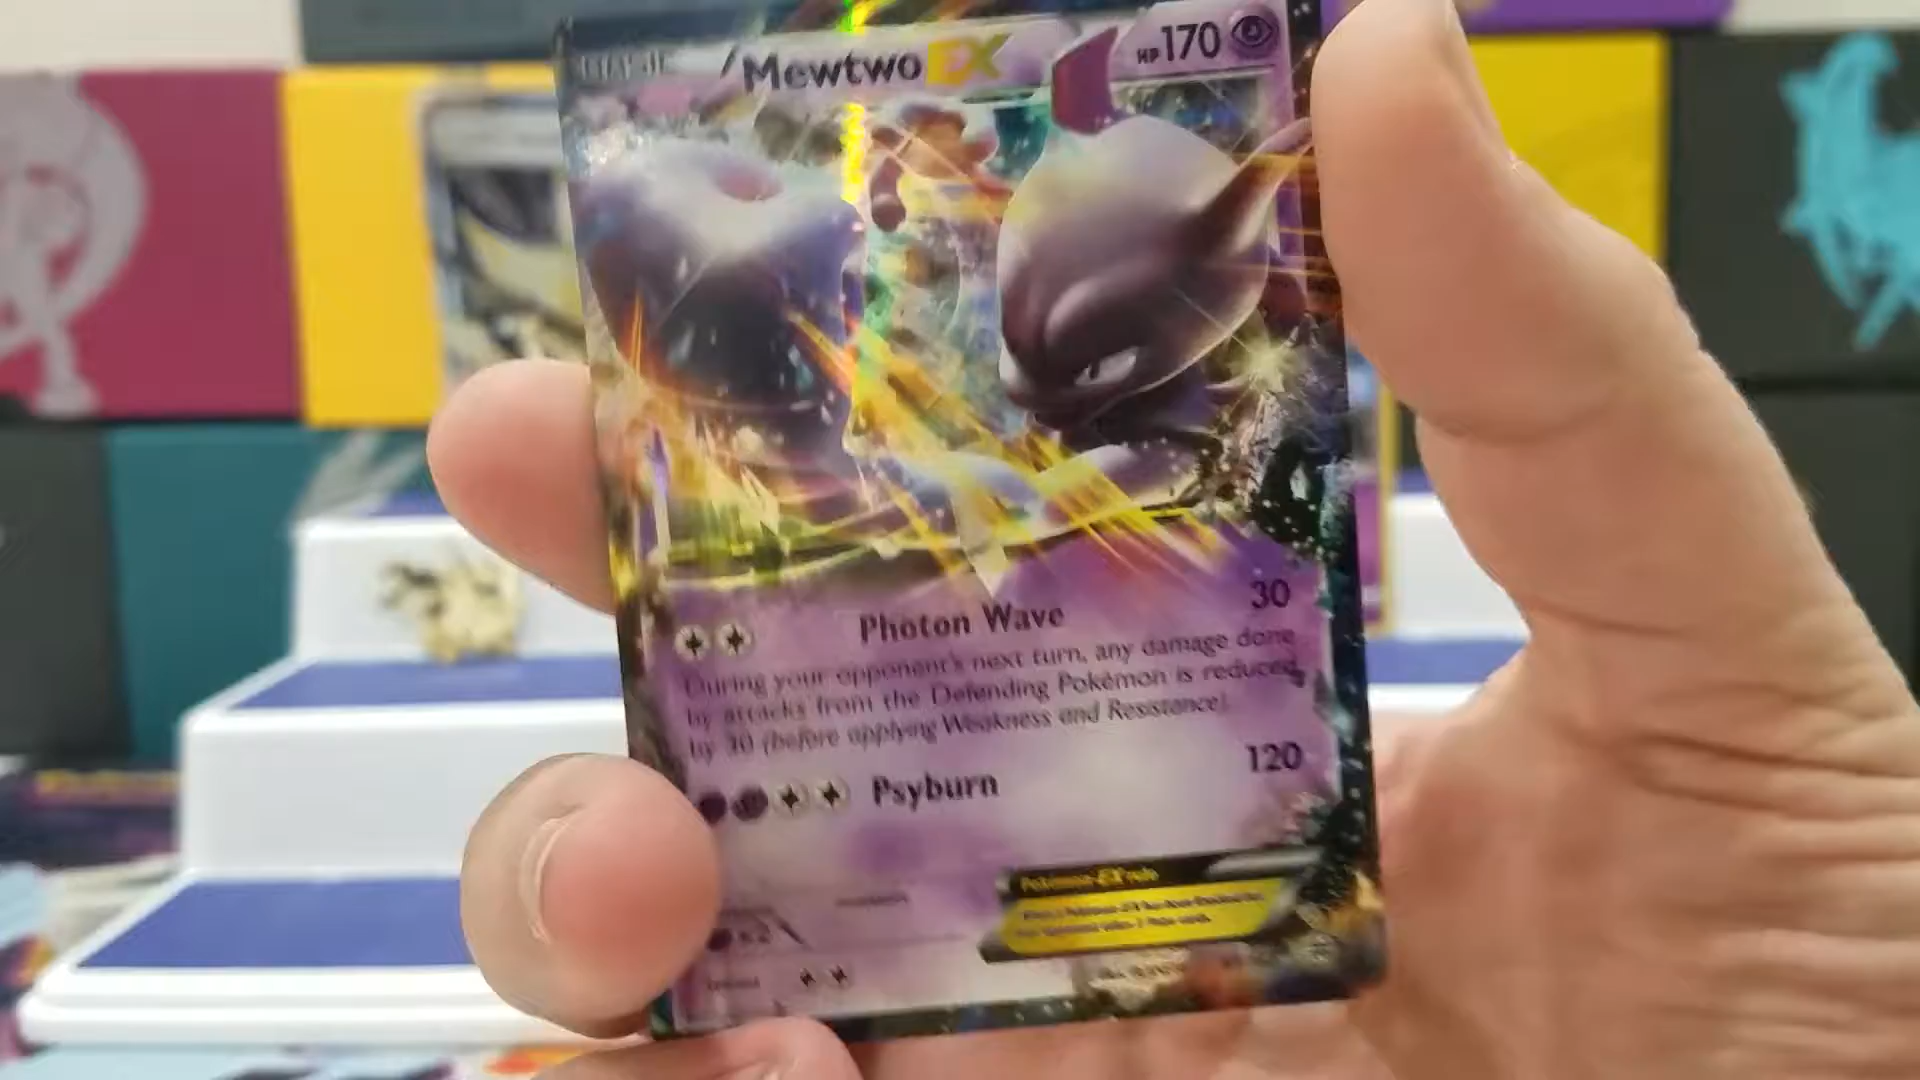 Mewtwo EX HP170
Photon Wave 30
During your opponent's next turn, any damage done
by attacks from the Defending Pokémon is reduced
by 30 (before applying Weakness and Resistance).
Psyburn 120
Pokémon-EX rule
x2